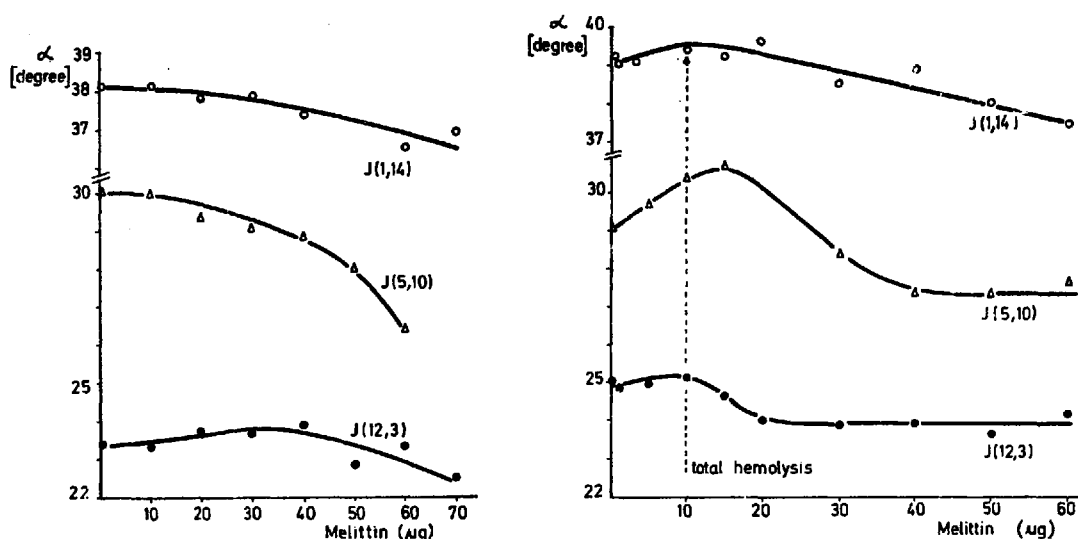 α
[degree]
39
38
37
30
25
22
J(1,14)
J(5,10)
J(12,3)
10 20 30 40 50 60 70
Melittin (μg)
α
[degree]
40
37
30
25
22
J(1,14)
J(5,10)
J(12,3)
total hemolysis
10 20 30 40 50 60
Melittin (μg)